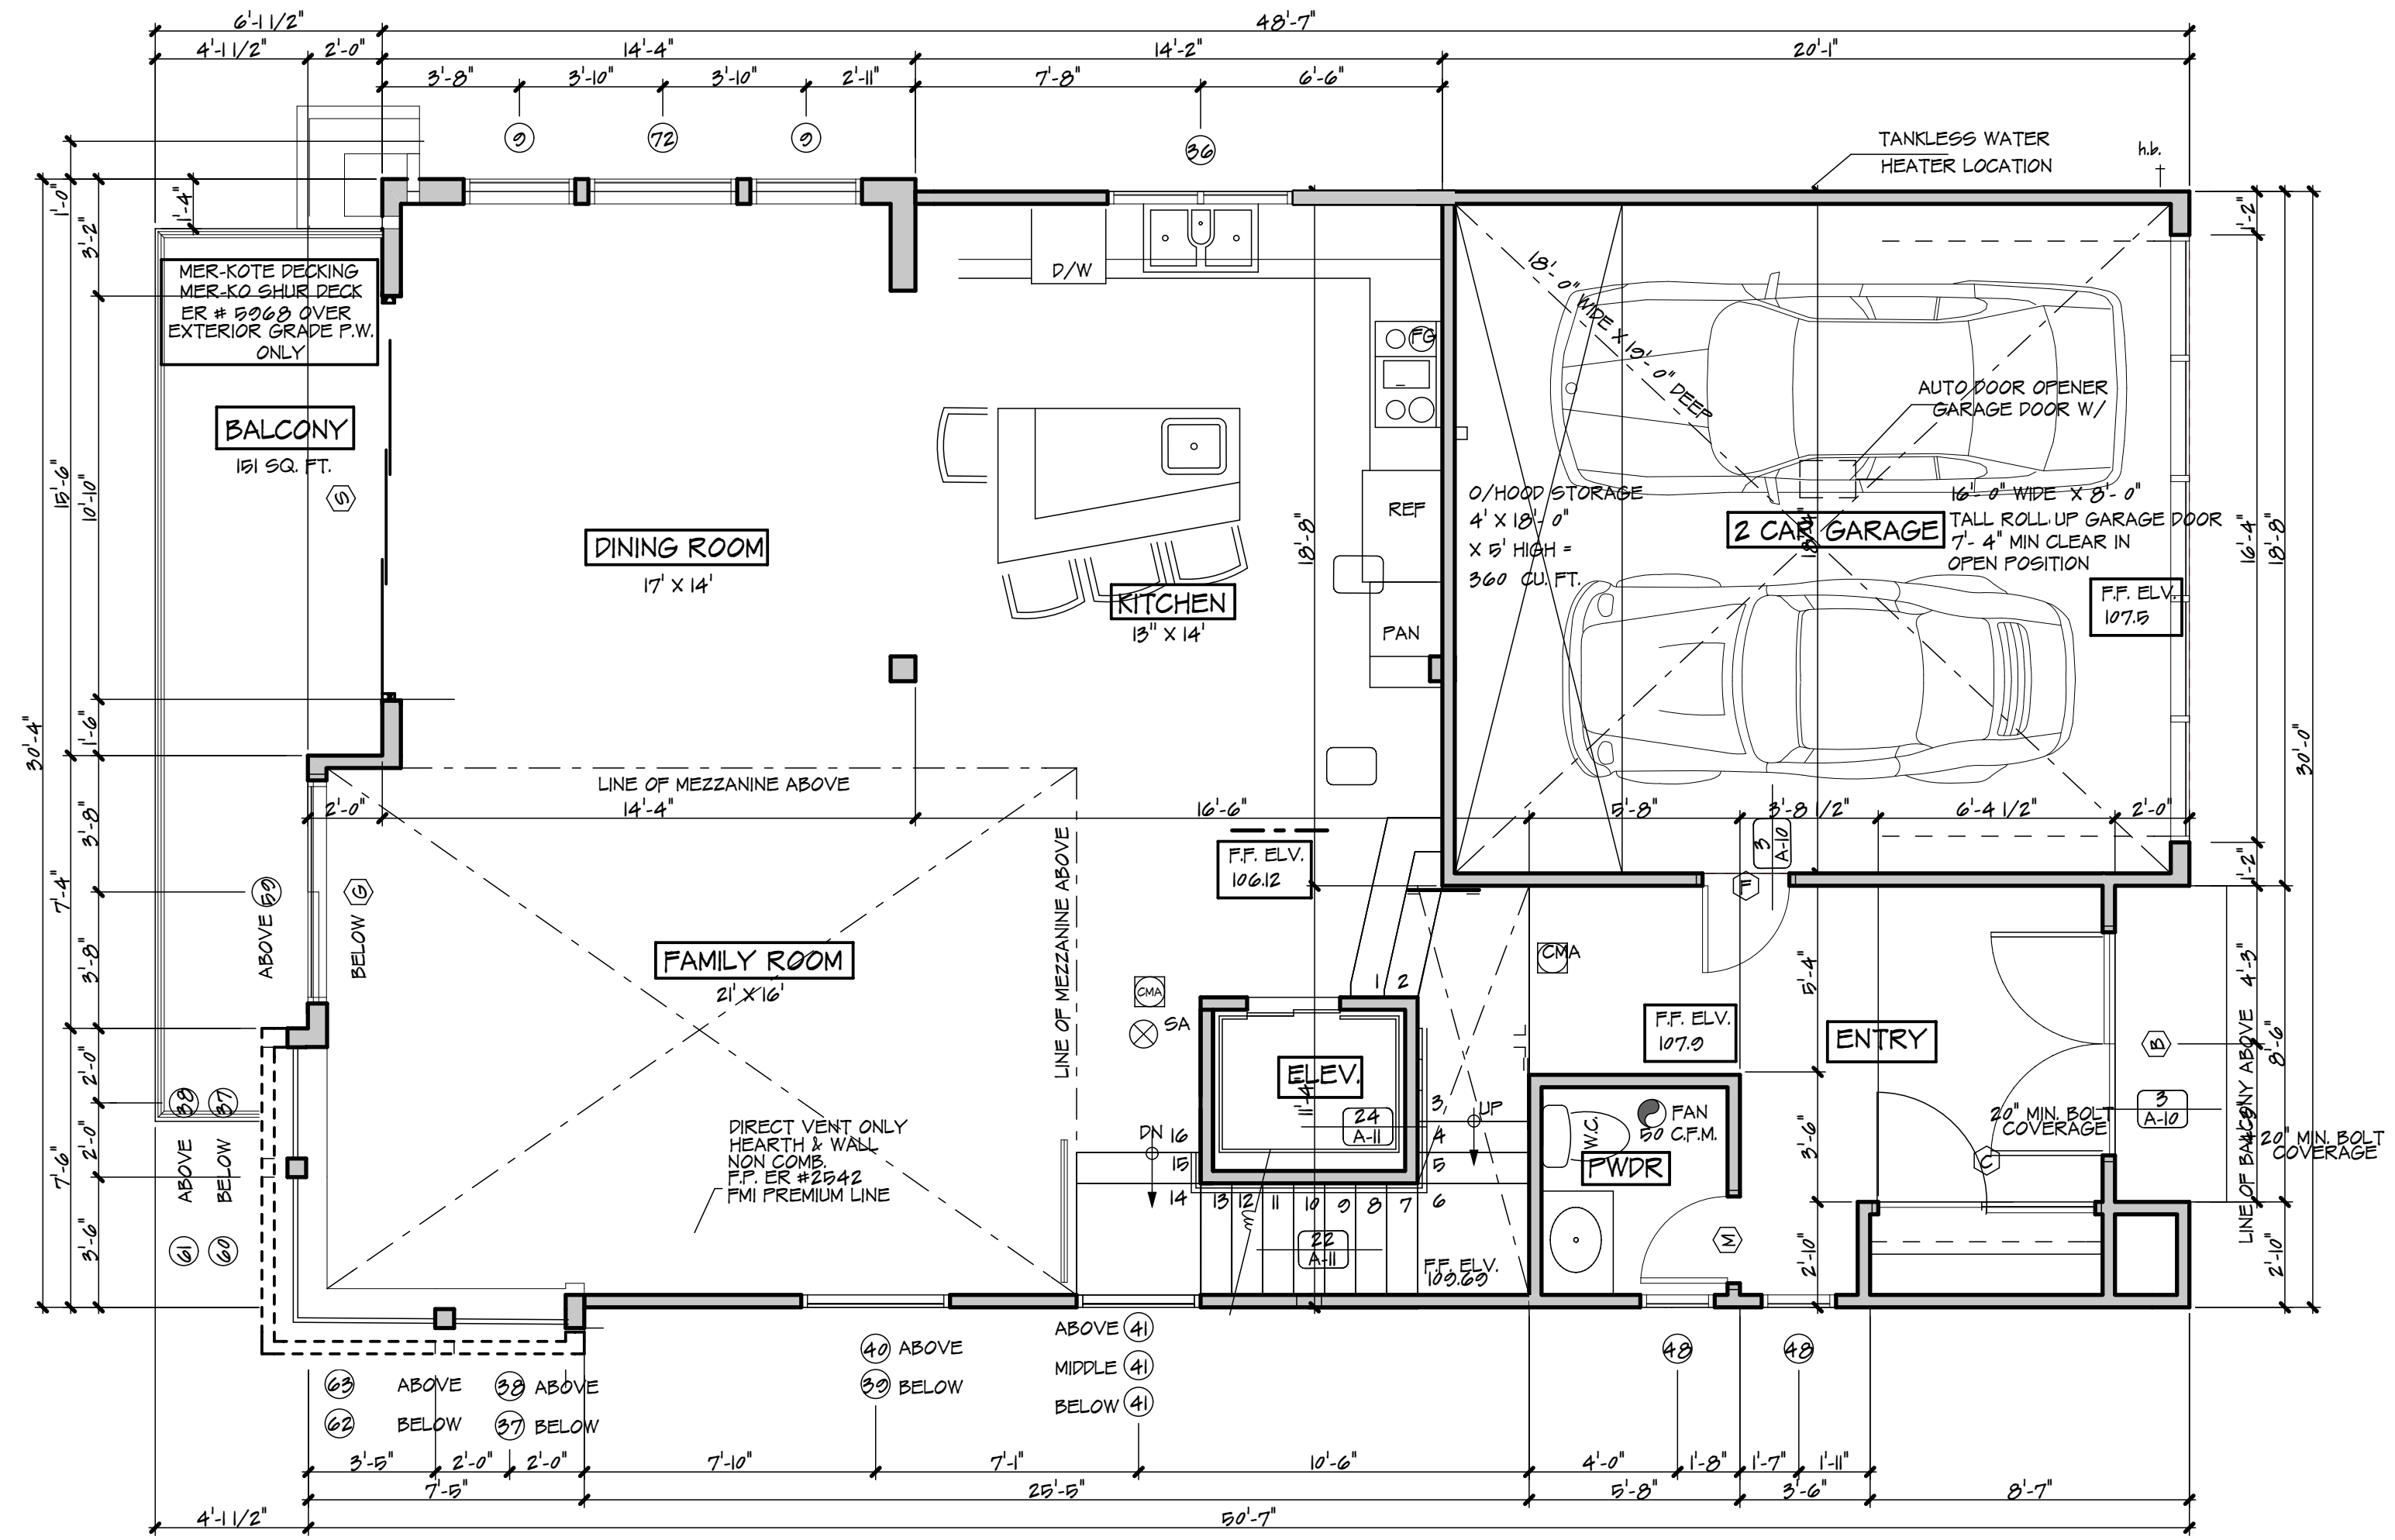 6'-1 1/2"
48'-7"
4'-1 1/2"
2'-0"
14'-4"
14'-2"
20'-1"
3'-8"
3'-10"
3'-10"
2'-11"
7'-8"
6'-6"
9
72
9
36
TANKLESS WATER
HEATER LOCATION
h.b.
1'-0"
3'-2"
1'-4"
1'-2"
MER-KOTE DECKING
MER-KO SHUR DECK
ER # 5968 OVER
EXTERIOR GRADE P.W.
ONLY
D/W
FG
18'-0" WIDE X 19'-0" DEEP
AUTO DOOR OPENER
GARAGE DOOR W/
BALCONY
151 SQ. FT.
S
15'-6"
10'-10"
DINING ROOM
17' X 14'
KITCHEN
13" X 14'
REF
PAN
18'-8"
O/HOOD STORAGE
4' X 18'- 0"
X 5' HIGH =
360 CU. FT.
2 CAR GARAGE
16'- 0" WIDE X 8'- 0"
TALL ROLL UP GARAGE DOOR
7'- 4" MIN CLEAR IN
OPEN POSITION
F.F. ELV.
107.5
16'-4"
18'-8"
30'-0"
30'-4"
1'-6"
LINE OF MEZZANINE ABOVE
2'-0"
14'-4"
16'-6"
5'-8"
3'-8 1/2"
6'-4 1/2"
2'-0"
3
A-10
1'-2"
3'-8"
7'-4"
3'-8"
ABOVE 59
BELOW G
F.F. ELV.
106.12
F
LINE OF MEZZANINE ABOVE
FAMILY ROOM
21' X 16'
CMA
SA
CMA
1 2
5'-4"
4'-3"
F.F. ELV.
107.9
ENTRY
B
8'-6"
ELEV.
11'-4"
24
A-11
3
4
5
6
UP
DN 16
15
14 13 12 11 10 9 8 7
22
A-11
F.F. ELV.
109.69
W.C.
FAN
50 C.F.M.
PWDR
M
3'-6"
2'-10"
20" MIN. BOLT
COVERAGE
C
3
A-10
LINE OF BALCONY ABOVE
20" MIN. BOLT
COVERAGE
2'-10"
2'-0"
2'-0"
7'-6"
3'-6"
38
37
ABOVE
BELOW
61
60
DIRECT VENT ONLY
HEARTH & WALL
NON COMB.
F.P. ER #2542
FMI PREMIUM LINE
63 ABOVE
62 BELOW
38 ABOVE
37 BELOW
40 ABOVE
39 BELOW
ABOVE 41
MIDDLE 41
BELOW 41
48
48
3'-5"
2'-0"
2'-0"
7'-10"
7'-1"
10'-6"
4'-0"
1'-8"
1'-7"
1'-11"
7'-5"
25'-5"
5'-8"
3'-6"
8'-7"
4'-1 1/2"
50'-7"